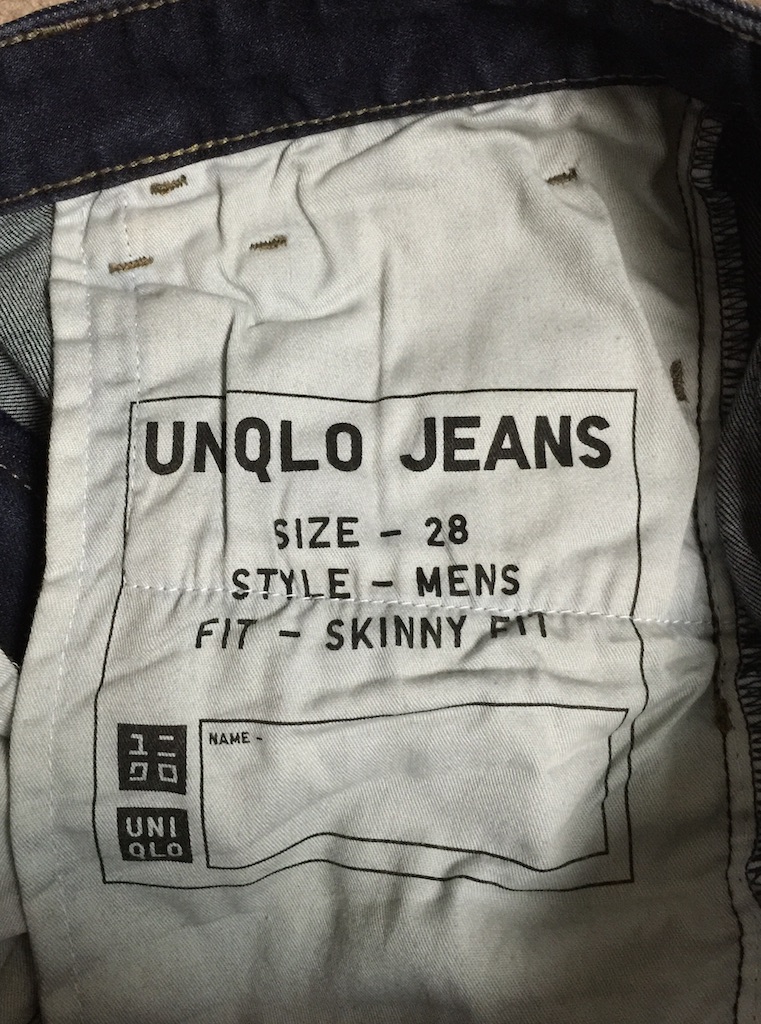 UNQLO JEANS
SIZE - 28
STYLE - MENS
FIT - SKINNY FIT
ユニ
クロ
NAME -
UNI
QLO